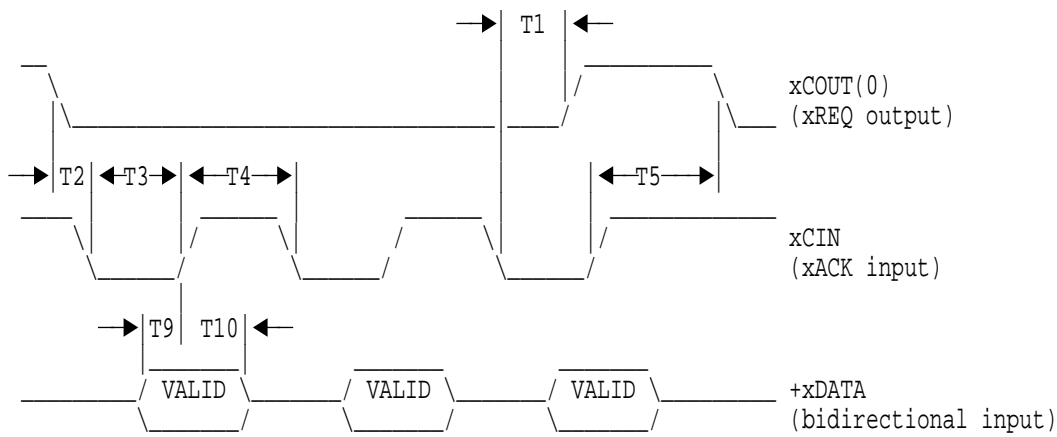 T1
xCOUT(0)
(xREQ output)
T2 T3 T4 T5
xCIN
(xACK input)
T9 T10
VALID VALID VALID +xDATA
(bidirectional input)